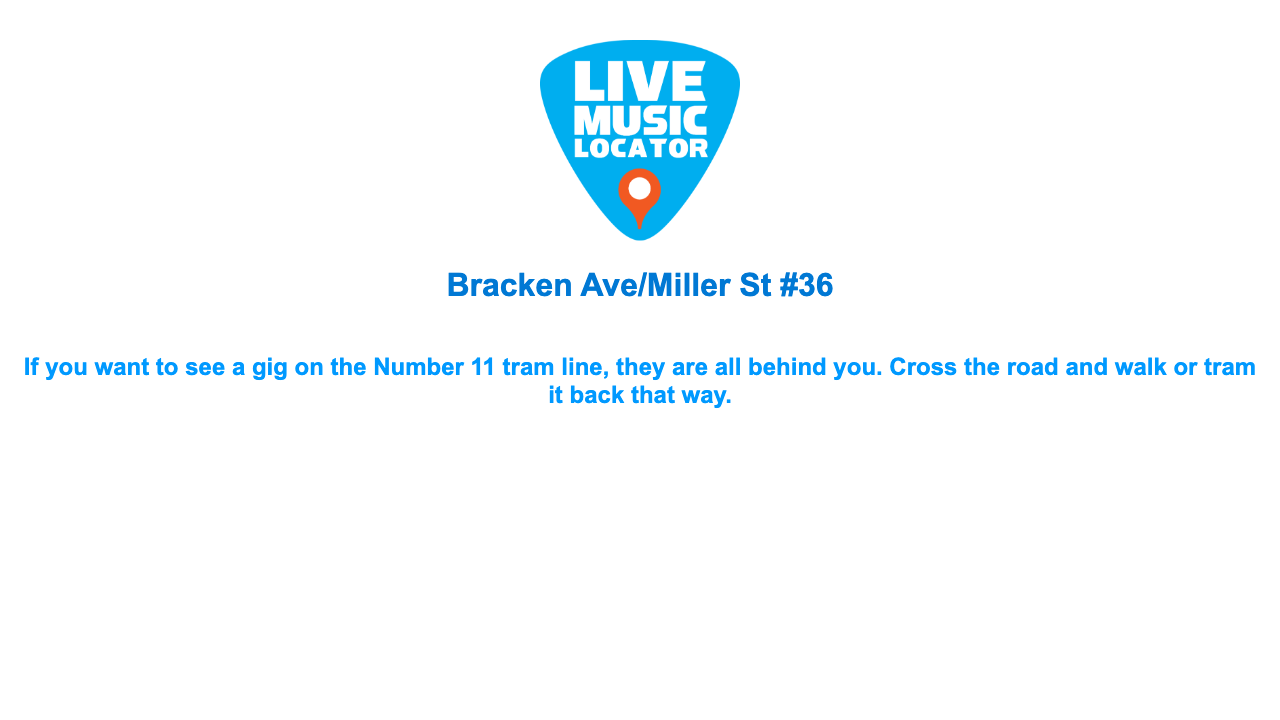 LIVE
MUSIC
LOCATOR
Bracken Ave/Miller St #36
If you want to see a gig on the Number 11 tram line, they are all behind you. Cross the road and walk or tram
it back that way.